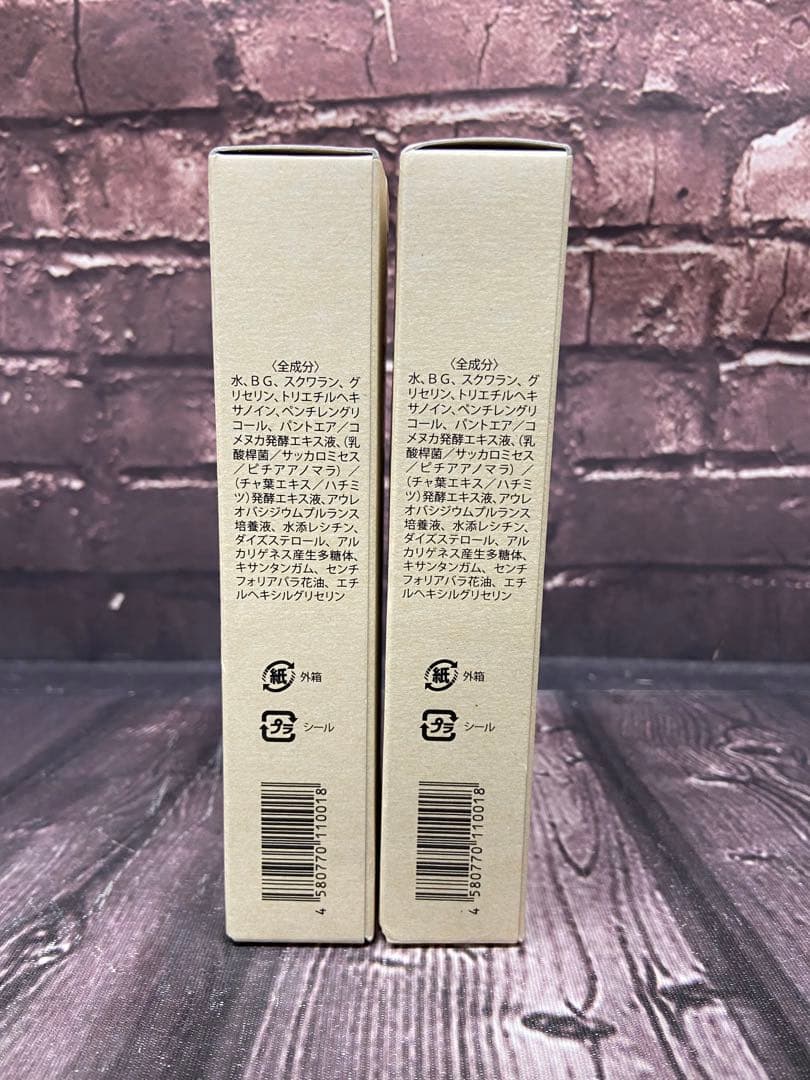 〈全成分〉
水、BG、スクワラン、グ
リセリン、トリエチルヘキ
サノイン、ペンチレングリ
コール、パントエア／コ
メヌカ発酵エキス液、(乳
酸桿菌／サッカロミセス
／ピチアアノマラ）／
(チャ葉エキス／ハチミ
ツ)発酵エキス液、アウレ
オバシジウムプルランス
培養液、水添レシチン、
ダイズステロール、アル
カリゲネス産生多糖体、
キサンタンガム、センチ
フォリアバラ花油、エチ
ルヘキシルグリセリン
紙 外箱
プラ シール
4 580770 110018
〈全成分〉
水、BG、スクワラン、グ
リセリン、トリエチルヘキ
サノイン、ペンチレングリ
コール、パントエア／コ
メヌカ発酵エキス液、(乳
酸桿菌／サッカロミセス
／ピチアアノマラ）／
(チャ葉エキス／ハチミ
ツ)発酵エキス液、アウレ
オバシジウムプルランス
培養液、水添レシチン、
ダイズステロール、アル
カリゲネス産生多糖体、
キサンタンガム、センチ
フォリアバラ花油、エチ
ルヘキシルグリセリン
紙 外箱
プラ シール
4 580770 110018